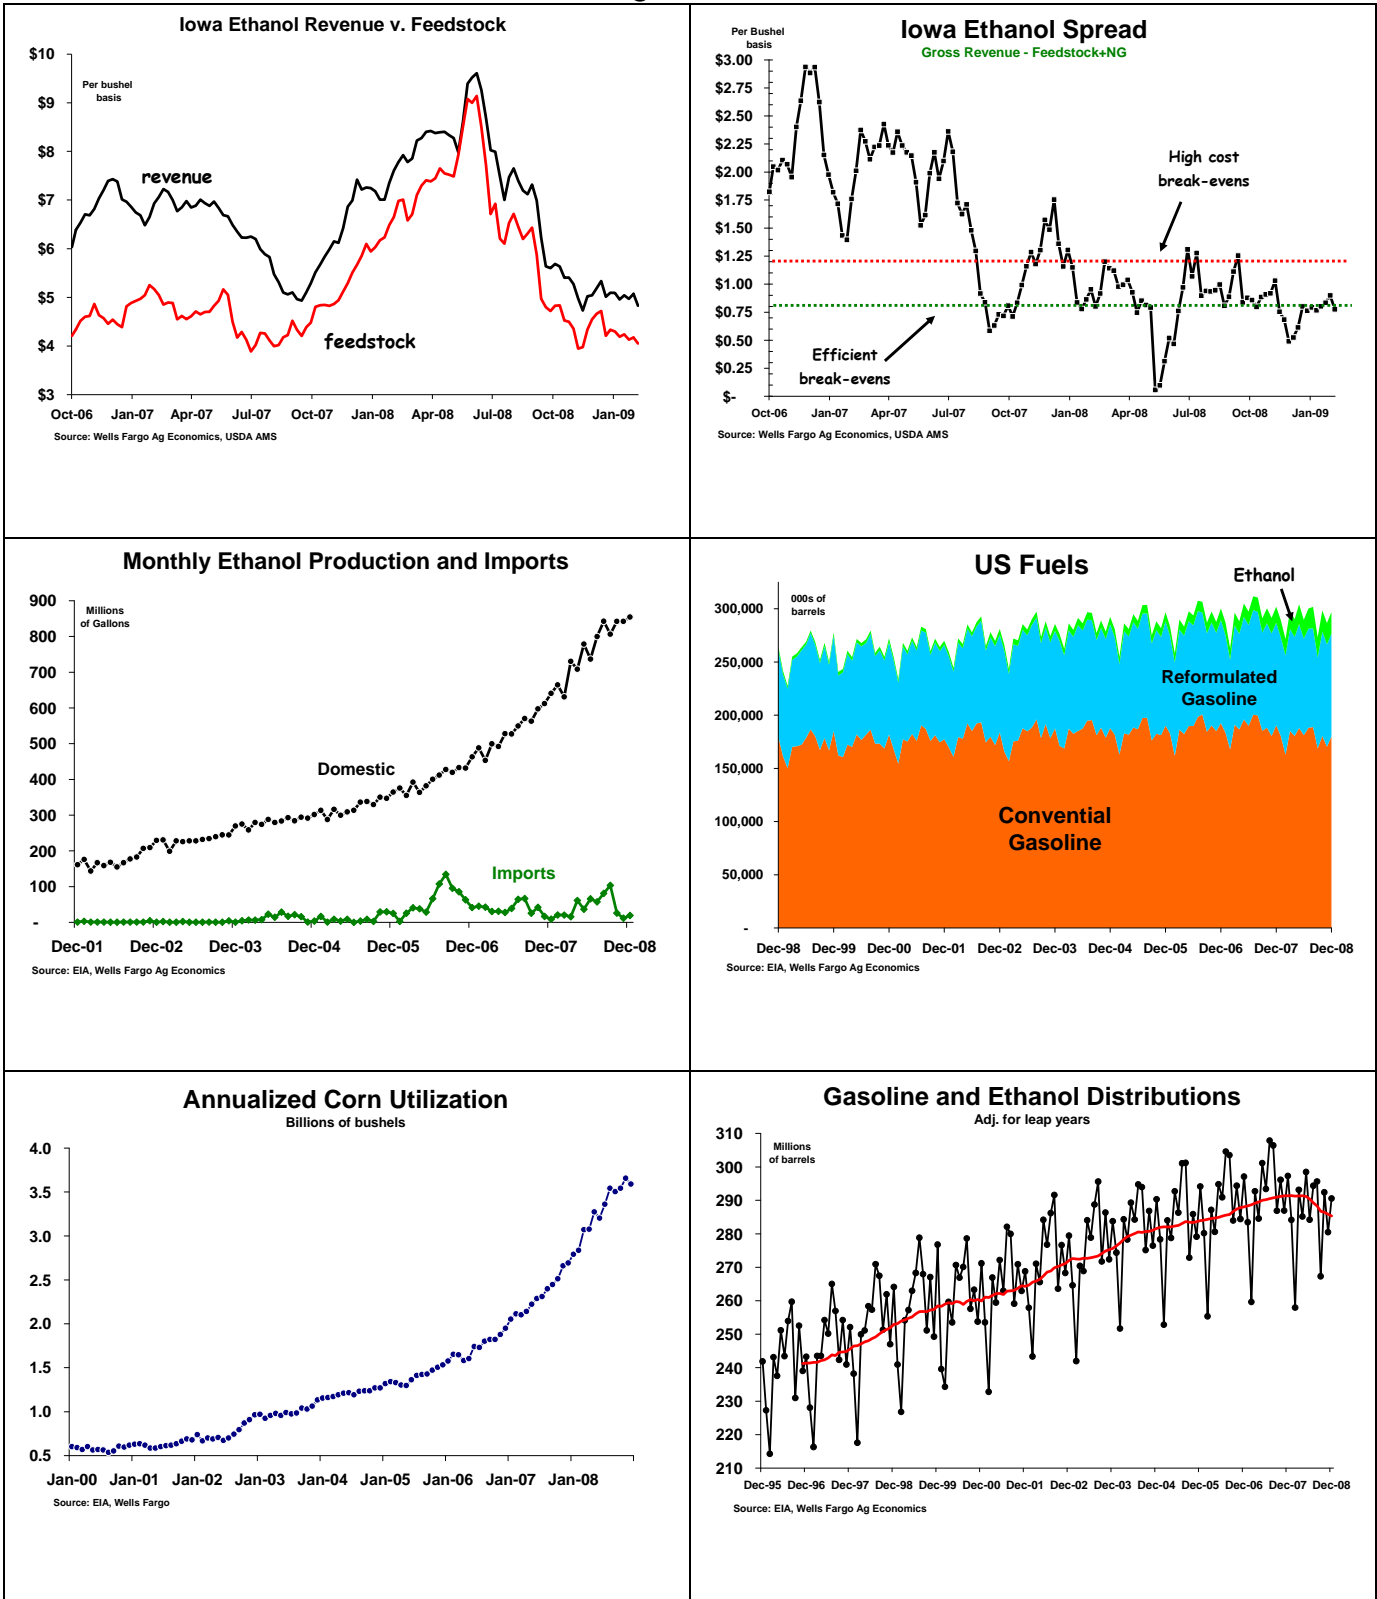 Iowa Ethanol Revenue v. Feedstock
$10
Per bushel
basis
$9
$8
revenue
$7
$6
$5
feedstock
$4
$3
Oct-06 Jan-07 Apr-07 Jul-07 Oct-07 Jan-08 Apr-08 Jul-08 Oct-08 Jan-09
Source: Wells Fargo Ag Economics, USDA AMS
Iowa Ethanol Spread
Per Bushel
basis
Gross Revenue - Feedstock+NG
$3.00
$2.75
$2.50
$2.25
High cost
break-evens
$2.00
$1.75
$1.50
$1.25
$1.00
$0.75
$0.50
Efficient
break-evens
$0.25
$-
Oct-06 Jan-07 Apr-07 Jul-07 Oct-07 Jan-08 Apr-08 Jul-08 Oct-08 Jan-09
Source: Wells Fargo Ag Economics, USDA AMS
Monthly Ethanol Production and Imports
900
Millions
of Gallons
800
700
600
500
Domestic
400
300
200
Imports
100
-
Dec-01 Dec-02 Dec-03 Dec-04 Dec-05 Dec-06 Dec-07 Dec-08
Source: EIA, Wells Fargo Ag Economics
US Fuels
Ethanol
000s of
barrels
300,000
250,000
Reformulated
Gasoline
200,000
150,000
Convential
Gasoline
100,000
50,000
-
Dec-98 Dec-99 Dec-00 Dec-01 Dec-02 Dec-03 Dec-04 Dec-05 Dec-06 Dec-07 Dec-08
Source: EIA, Wells Fargo Ag Economics
Annualized Corn Utilization
Billions of bushels
4.0
3.5
3.0
2.5
2.0
1.5
1.0
0.5
Jan-00 Jan-01 Jan-02 Jan-03 Jan-04 Jan-05 Jan-06 Jan-07 Jan-08
Source: EIA, Wells Fargo
Gasoline and Ethanol Distributions
Adj. for leap years
310
Millions
of barrels
300
290
280
270
260
250
240
230
220
210
Dec-95 Dec-96 Dec-97 Dec-98 Dec-99 Dec-00 Dec-01 Dec-02 Dec-03 Dec-04 Dec-05 Dec-06 Dec-07 Dec-08
Source: EIA, Wells Fargo Ag Economics